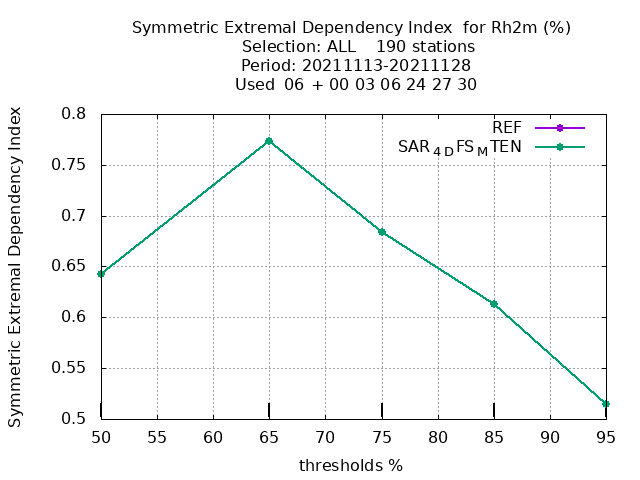 Symmetric Extremal Dependency Index  for Rh2m (%)
Selection: ALL    190 stations
Period: 20211113-20211128
Used  06  + 00 03 06 24 27 30
Symmetric Extremal Dependency Index
0.8
0.75
0.7
0.65
0.6
0.55
0.5
REF
SAR4DFSMTEN
50 55 60 65 70 75 80 85 90 95
thresholds %